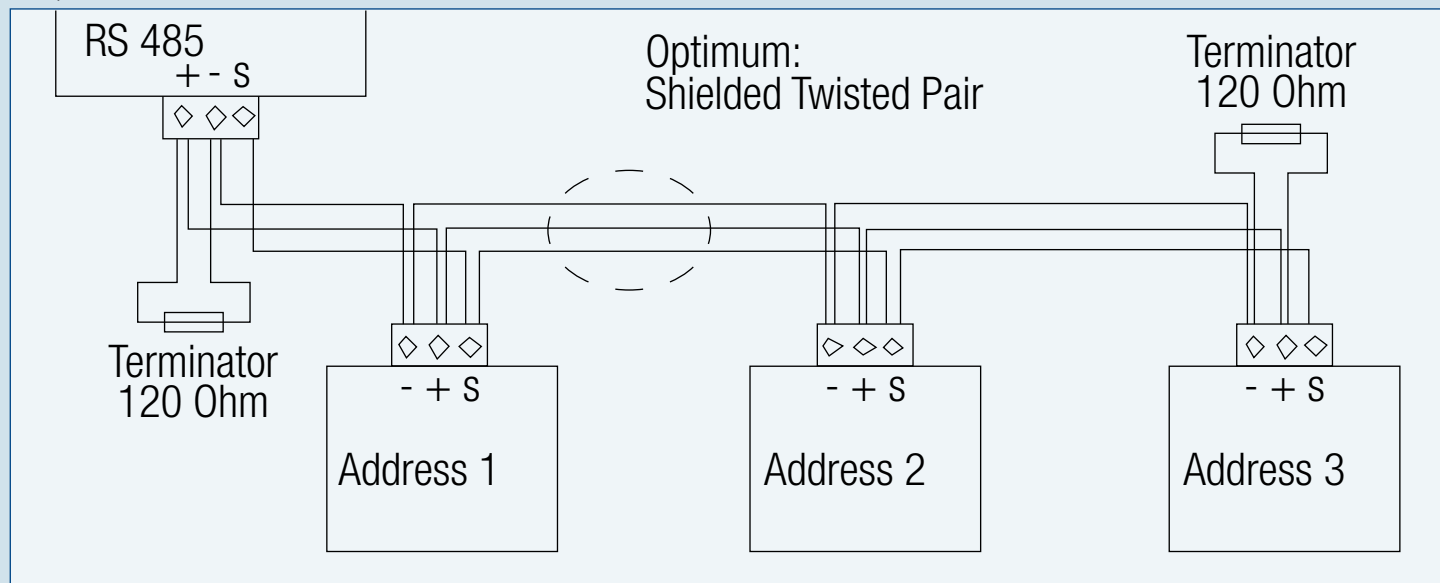 RS 485
+ - S
Optimum:
Shielded Twisted Pair
Terminator
120 Ohm
Terminator
120 Ohm
- + S
Address 1
- + S
Address 2
- + S
Address 3